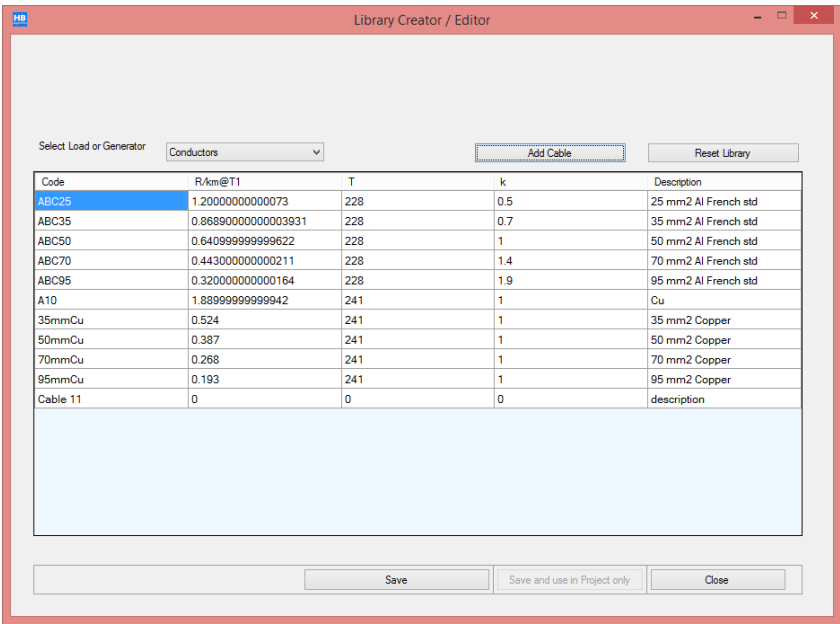 HB
Library Creator / Editor
Select Load or Generator Conductors Add Cable Reset Library
Code R/km@T1 T k Description
ABC25 1.20000000000073 228 0.5 25 mm2 Al French std
ABC35 0.86890000000003931 228 0.7 35 mm2 Al French std
ABC50 0.640999999999622 228 1 50 mm2 Al French std
ABC70 0.443000000000211 228 1.4 70 mm2 Al French std
ABC95 0.320000000000164 228 1.9 95 mm2 Al French std
A10 1.88999999999942 241 1 Cu
35mmCu 0.524 241 1 35 mm2 Copper
50mmCu 0.387 241 1 50 mm2 Copper
70mmCu 0.268 241 1 70 mm2 Copper
95mmCu 0.193 241 1 95 mm2 Copper
Cable 11 0 0 0 description
Save Save and use in Project only Close